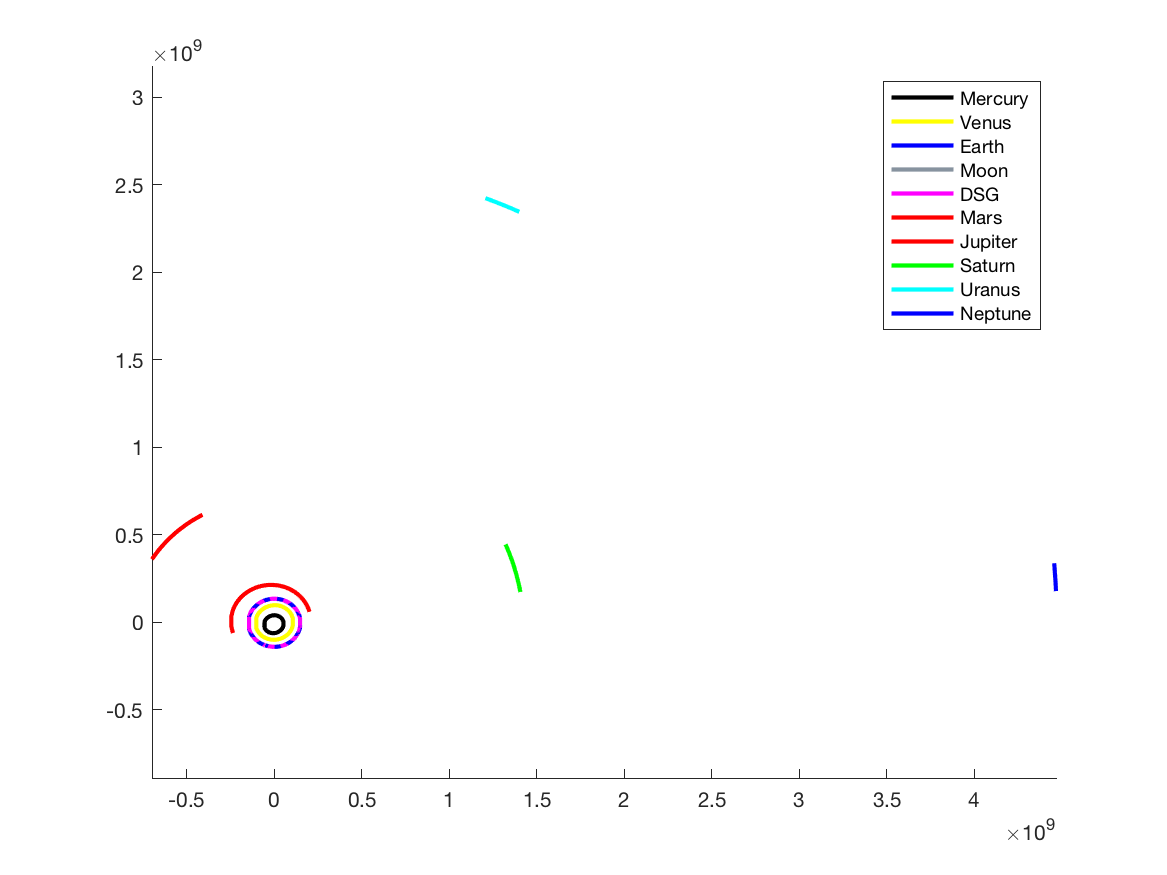 ×10⁹
3
2.5
2
1.5
1
0.5
0
-0.5
Mercury
Venus
Earth
Moon
DSG
Mars
Jupiter
Saturn
Uranus
Neptune
-0.5 0 0.5 1 1.5 2 2.5 3 3.5 4
×10⁹